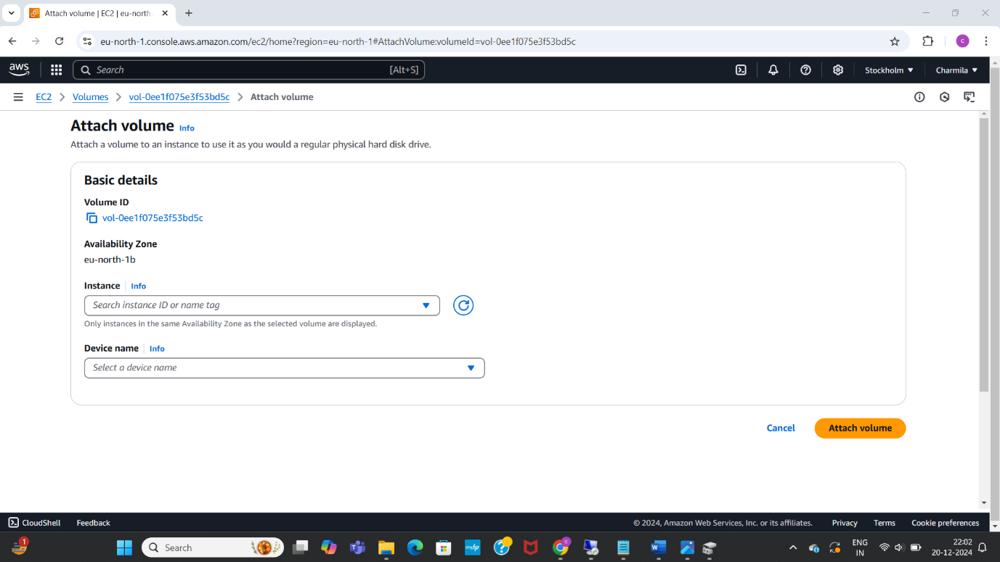 Attach volume | EC2 | eu-north-
eu-north-1.console.aws.amazon.com/ec2/home?region=eu-north-1#AttachVolume:volumeId=vol-0ee1f075e3f53bd5c
C
aws
Search [Alt+S]
Stockholm
Charmila
EC2 > Volumes > vol-0ee1f075e3f53bd5c > Attach volume
Attach volume Info
Attach a volume to an instance to use it as you would a regular physical hard disk drive.
Basic details
Volume ID
vol-0ee1f075e3f53bd5c
Availability Zone
eu-north-1b
Instance | Info
Search instance ID or name tag
Only instances in the same Availability Zone as the selected volume are displayed.
Device name | Info
Select a device name
Cancel
Attach volume
CloudShell Feedback
© 2024, Amazon Web Services, Inc. or its affiliates. Privacy Terms Cookie preferences
1
Search
ENG
IN
22:02
20-12-2024